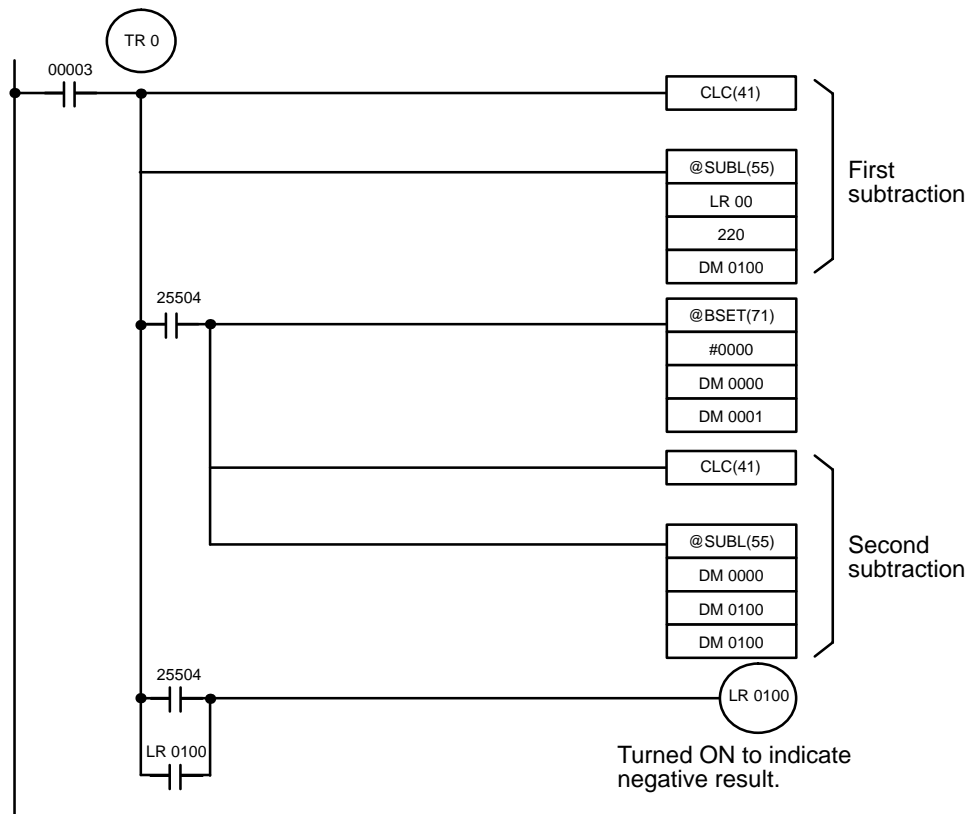 TR 0
00003
CLC(41)
@SUBL(55)
LR 00
220
DM 0100
First
subtraction
25504
@BSET(71)
#0000
DM 0000
DM 0001
CLC(41)
@SUBL(55)
DM 0000
DM 0100
DM 0100
Second
subtraction
25504
LR 0100
LR 0100
Turned ON to indicate
negative result.